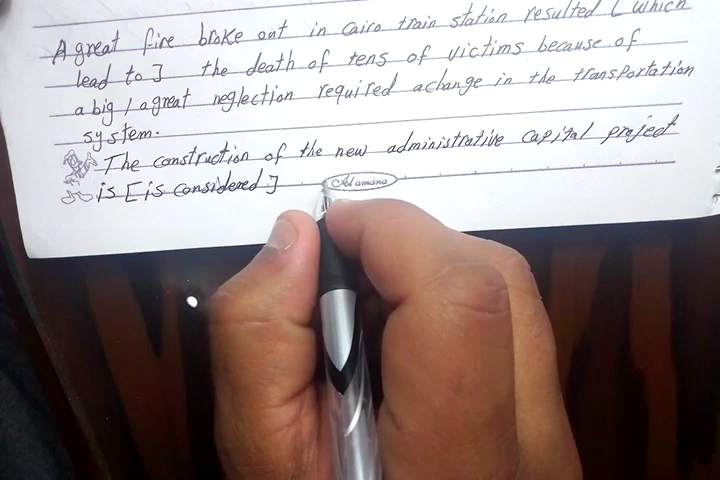 A great fire broke out in cairo train station resulted ( which
lead to ] the death of tens of victims because of
a big / a great neglection required a change in the transportation
system.
The construction of the new administrative capital project
is [ is considered ]